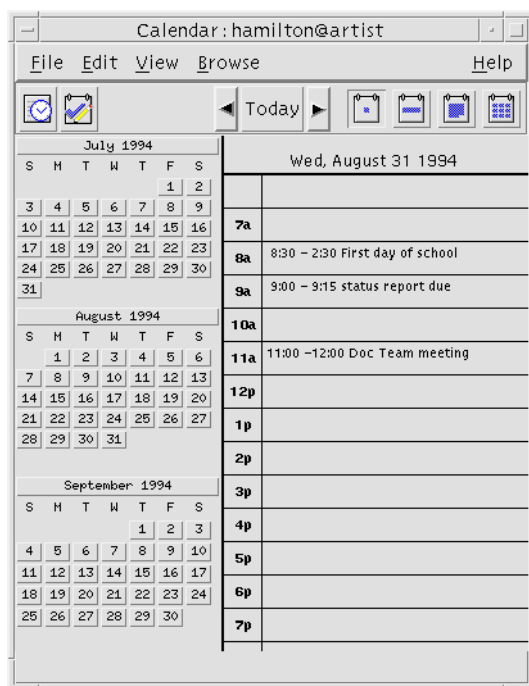 Calendar : hamilton@artist
File Edit View Browse Help
Today
July 1994
S M T W T F S
1 2
3 4 5 6 7 8 9
10 11 12 13 14 15 16
17 18 19 20 21 22 23
24 25 26 27 28 29 30
31
August 1994
S M T W T F S
1 2 3 4 5 6
7 8 9 10 11 12 13
14 15 16 17 18 19 20
21 22 23 24 25 26 27
28 29 30 31
September 1994
S M T W T F S
1 2 3
4 5 6 7 8 9 10
11 12 13 14 15 16 17
18 19 20 21 22 23 24
25 26 27 28 29 30
Wed, August 31 1994
7a
8a 8:30 – 2:30 First day of school
9a 9:00 – 9:15 status report due
10a
11a 11:00 –12:00 Doc Team meeting
12p
1p
2p
3p
4p
5p
6p
7p